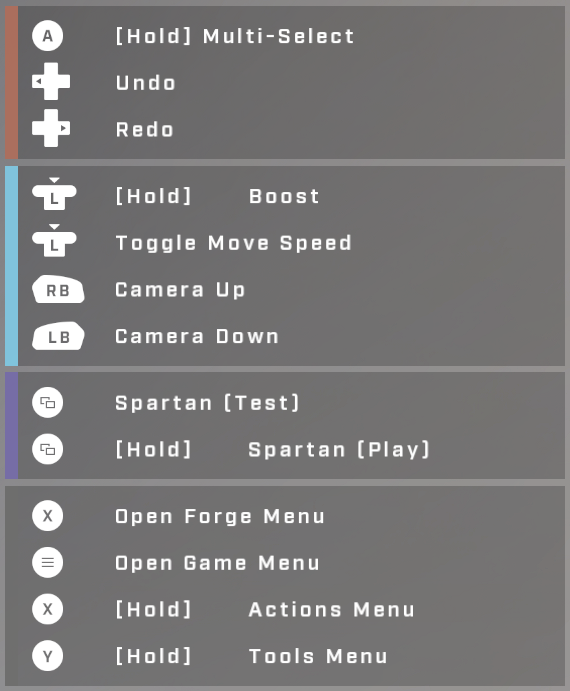 A [Hold] Multi-Select
Undo
Redo
L [Hold] Boost
L Toggle Move Speed
RB Camera Up
LB Camera Down
Spartan (Test)
[Hold] Spartan (Play)
X Open Forge Menu
Open Game Menu
X [Hold] Actions Menu
Y [Hold] Tools Menu